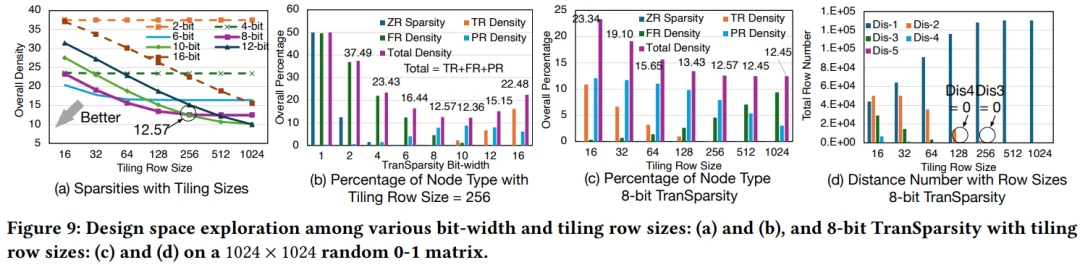 40
35
30
25
20
15
10
5
Overall Density
2-bit
4-bit
6-bit
8-bit
10-bit
12-bit
16-bit
Better
12.57
16 32 64 128 256 512 1024
Tiling Row Size
(a) Sparsities with Tiling Sizes
60
50
40
30
20
10
0
Overall Percentage
ZR Sparsity
TR Density
FR Density
PR Density
Total Density
37.49
Total = TR+FR+PR
23.43
16.44
12.57
12.36
15.15
22.48
1 2 4 6 8 10 12 16
TranSparsity Bit-width
(b) Percentage of Node Type with
Tiling Row Size = 256
25
20
15
10
5
0
Overall Percentatge
ZR Sparsity
TR Density
FR Density
PR Density
Total Density
23.34
19.10
15.65
13.43
12.57
12.45
12.45
16 32 64 128 256 512 1024
Tiling Row Size
(c) Percentage of Node Type
8-bit TranSparsity
1.E+05
1.E+05
8.E+04
6.E+04
4.E+04
2.E+04
0.E+00
Total Row Number
Dis-1
Dis-2
Dis-3
Dis-4
Dis-5
Dis4 Dis3
= 0 = 0
16 32 64 128 256 512 1024
Tiling Row Size
(d) Distance Number with Row Sizes
8-bit TranSparsity
Figure 9: Design space exploration among various bit-width and tiling row sizes: (a) and (b), and 8-bit TranSparsity with tiling
row sizes: (c) and (d) on a 1024 × 1024 random 0-1 matrix.